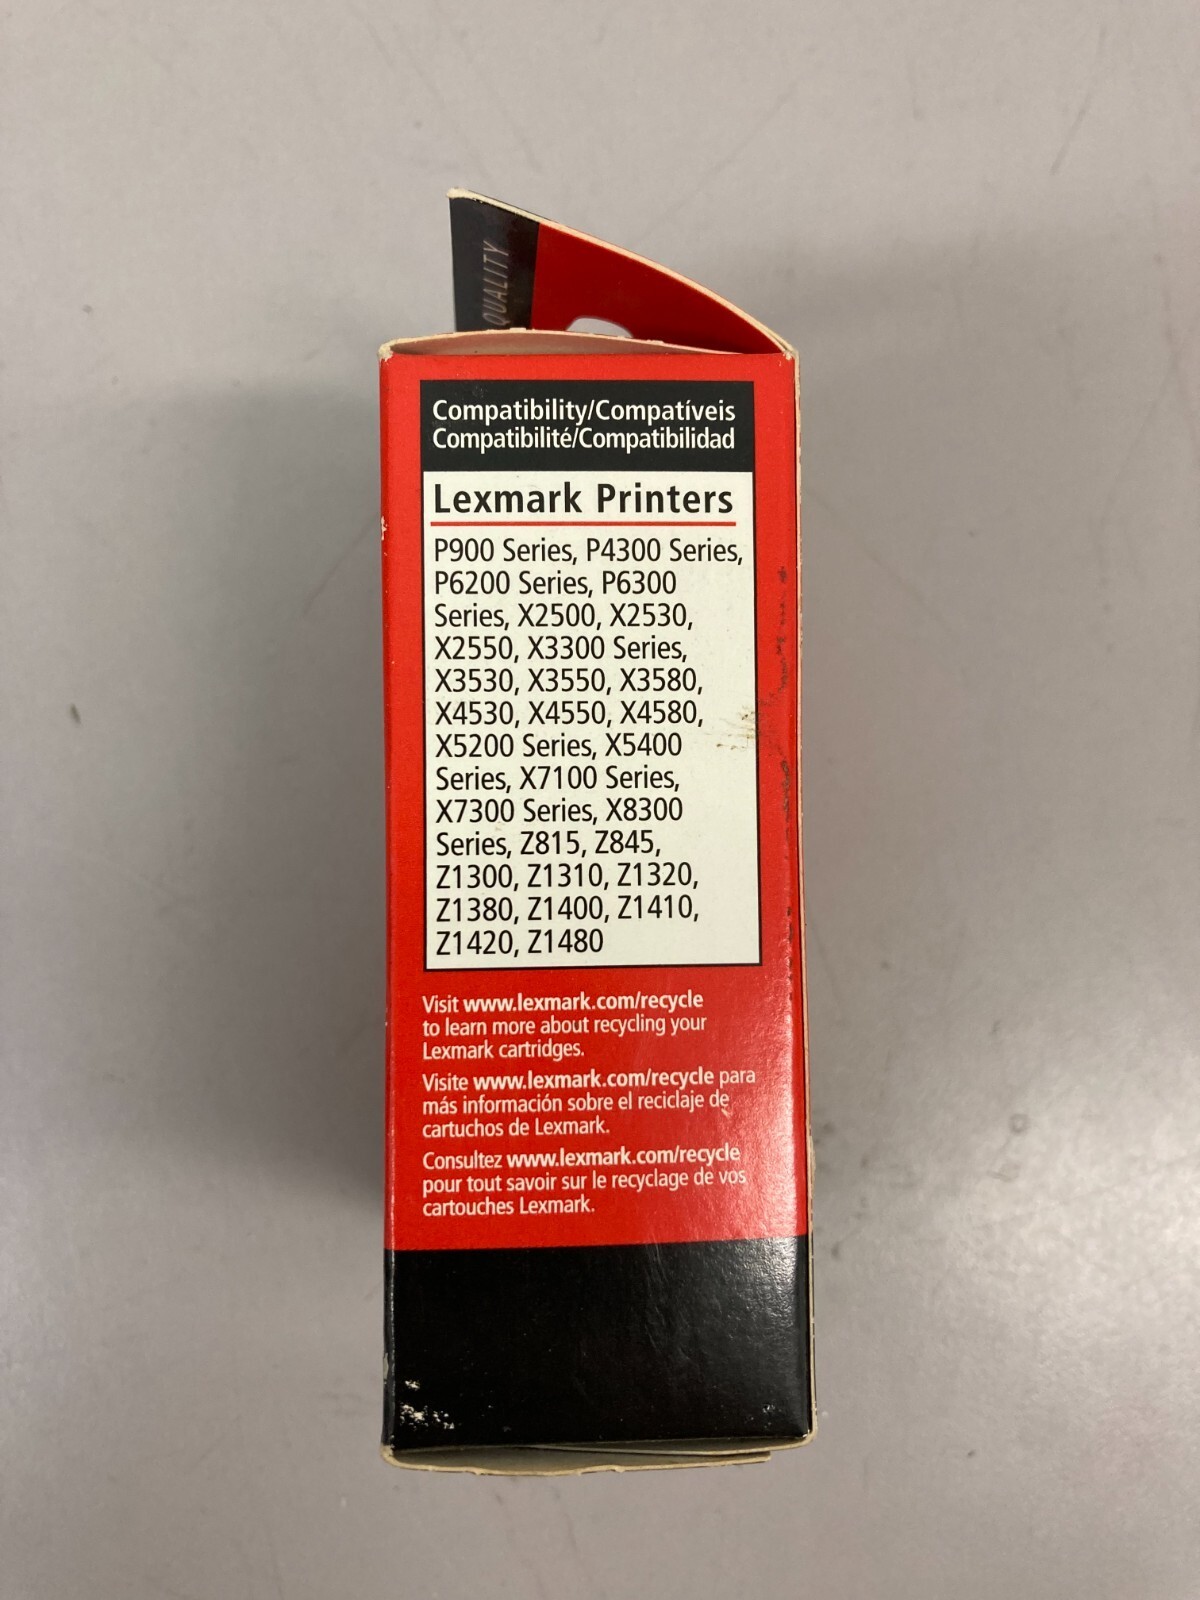 QUALITY
Compatibility/Compatíveis
Compatibilité/Compatibilidad
Lexmark Printers
P900 Series, P4300 Series,
P6200 Series, P6300
Series, X2500, X2530,
X2550, X3300 Series,
X3530, X3550, X3580,
X4530, X4550, X4580,
X5200 Series, X5400
Series, X7100 Series,
X7300 Series, X8300
Series, Z815, Z845,
Z1300, Z1310, Z1320,
Z1380, Z1400, Z1410,
Z1420, Z1480
Visit www.lexmark.com/recycle
to learn more about recycling your
Lexmark cartridges.
Visite www.lexmark.com/recycle para
más información sobre el reciclaje de
cartuchos de Lexmark.
Consultez www.lexmark.com/recycle
pour tout savoir sur le recyclage de vos
cartouches Lexmark.